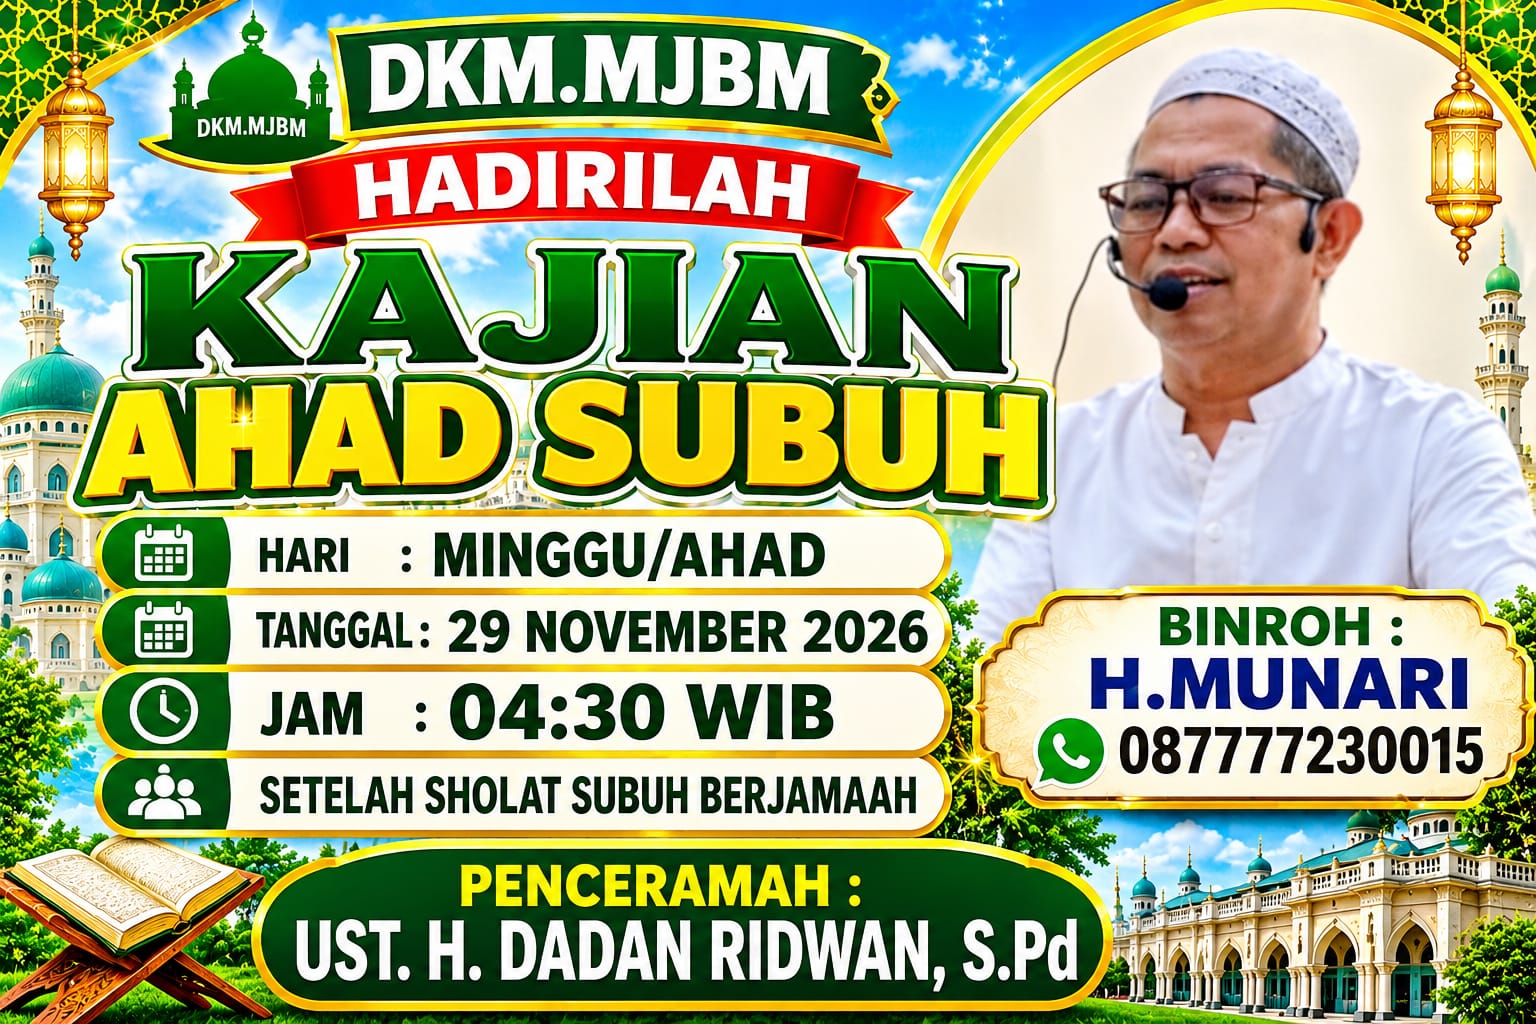 DKM.MJBM
DKM.MJBM
HADIRILAH
KAJIAN
AHAD SUBUH
HARI : MINGGU/AHAD
TANGGAL : 29 NOVEMBER 2026
JAM : 04:30 WIB
SETELAH SHOLAT SUBUH BERJAMAAH
BINROH :
H.MUNARI
087777230015
PENCERAMAH :
UST. H. DADAN RIDWAN, S.Pd